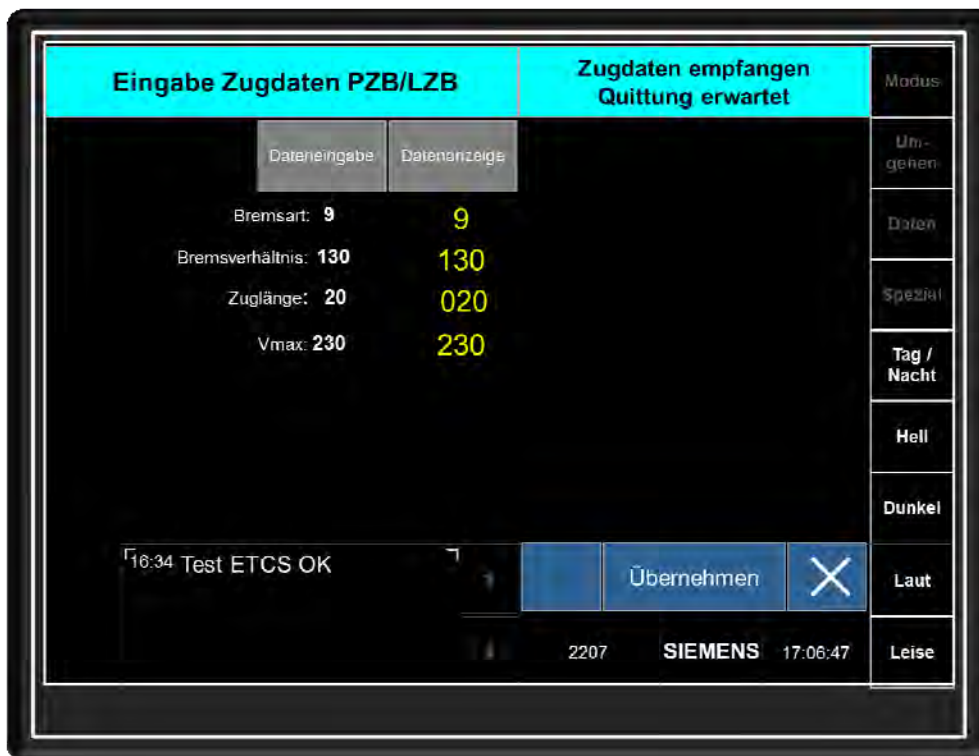 Eingabe Zugdaten PZB/LZB
Zugdaten empfangen
Quittung erwartet
Modus
Um-
gehen
Dateneingabe
Datenanzeige
Bremsart: 9
9
Daten
Bremsverhältnis: 130
130
Zuglänge: 20
020
Spezial
Vmax: 230
230
Tag /
Nacht
Hell
Dunkel
16:34 Test ETCS OK
Übernehmen
Laut
2207
SIEMENS
17:06:47
Leise